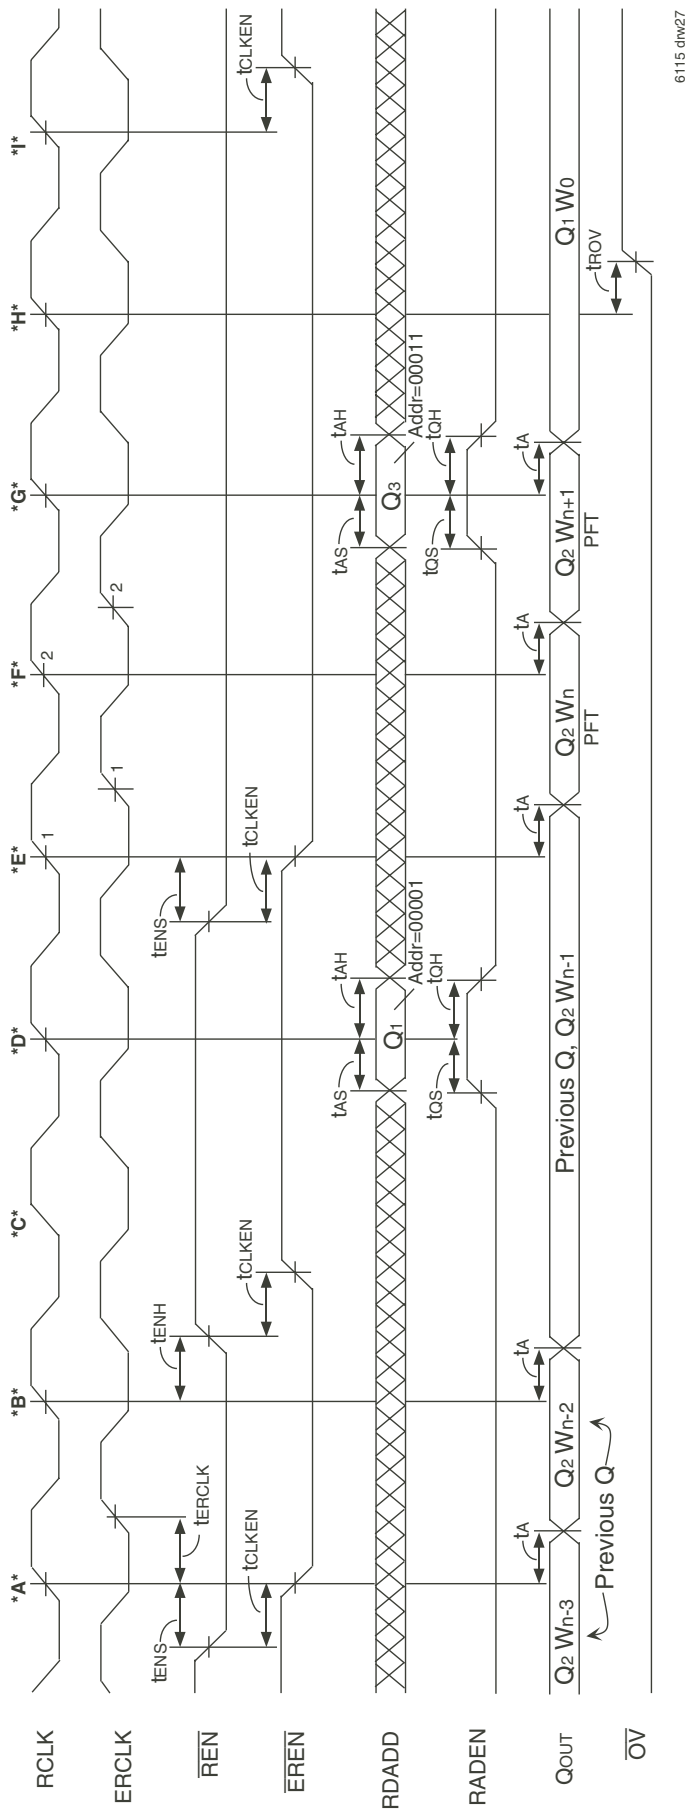 *A* *B* *C* *D* *E* *F* *G* *H* *I*
RCLK 1 2
ERCLK 1 2
tERCLK
REN tENS tENH tENS
EREN tCLKEN tCLKEN tCLKEN tCLKEN
RDADD tAS Q1 tAH tAS Q3 tAH
Addr=00001 Addr=00011
RADEN tQS tQH tQS tQH
tA tA tA tA tA
QOUT Q2 Wn-3 Q2 Wn-2 Previous Q, Q2 Wn-1 Q2 Wn Q2 Wn+1 Q1 W0
Previous Q PFT PFT
OV tROV
6115 drw27